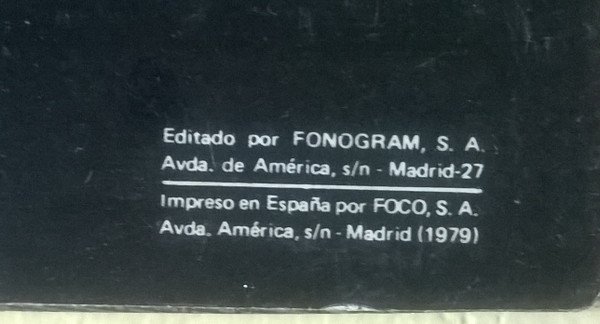 Editado por FONOGRAM, S. A.
Avda. de América, s/n - Madrid-27
Impreso en España por FOCO, S. A.
Avda. América, s/n - Madrid (1979)